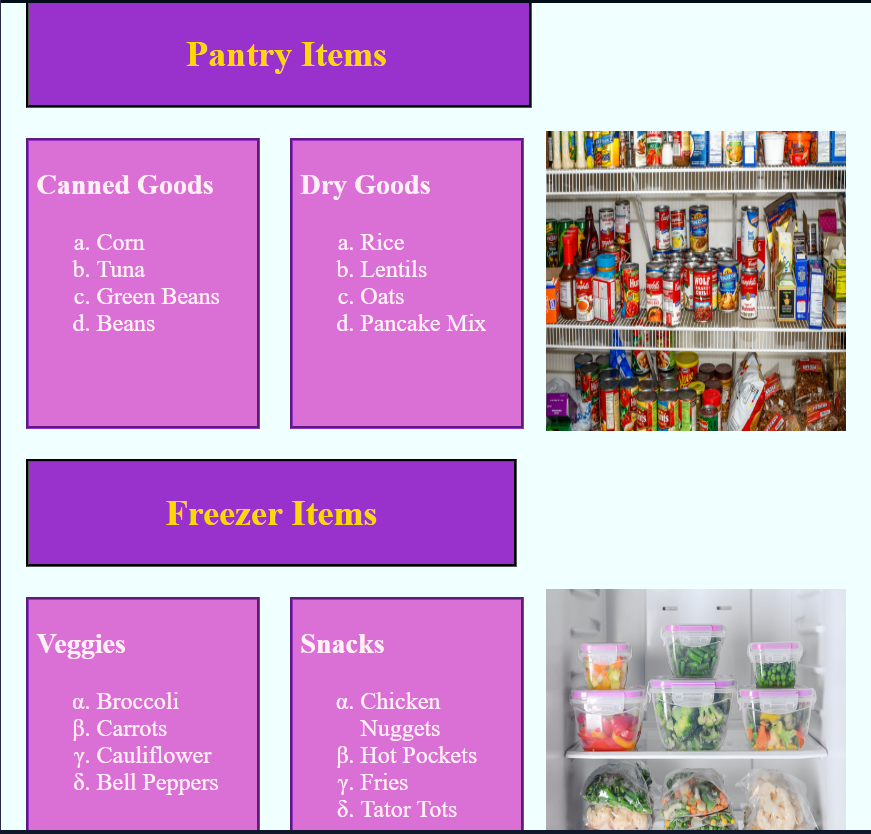 Pantry Items
Canned Goods
a. Corn
b. Tuna
c. Green Beans
d. Beans
Dry Goods
a. Rice
b. Lentils
c. Oats
d. Pancake Mix
Freezer Items
Veggies
α. Broccoli
β. Carrots
γ. Cauliflower
δ. Bell Peppers
Snacks
α. Chicken
Nuggets
β. Hot Pockets
γ. Fries
δ. Tator Tots